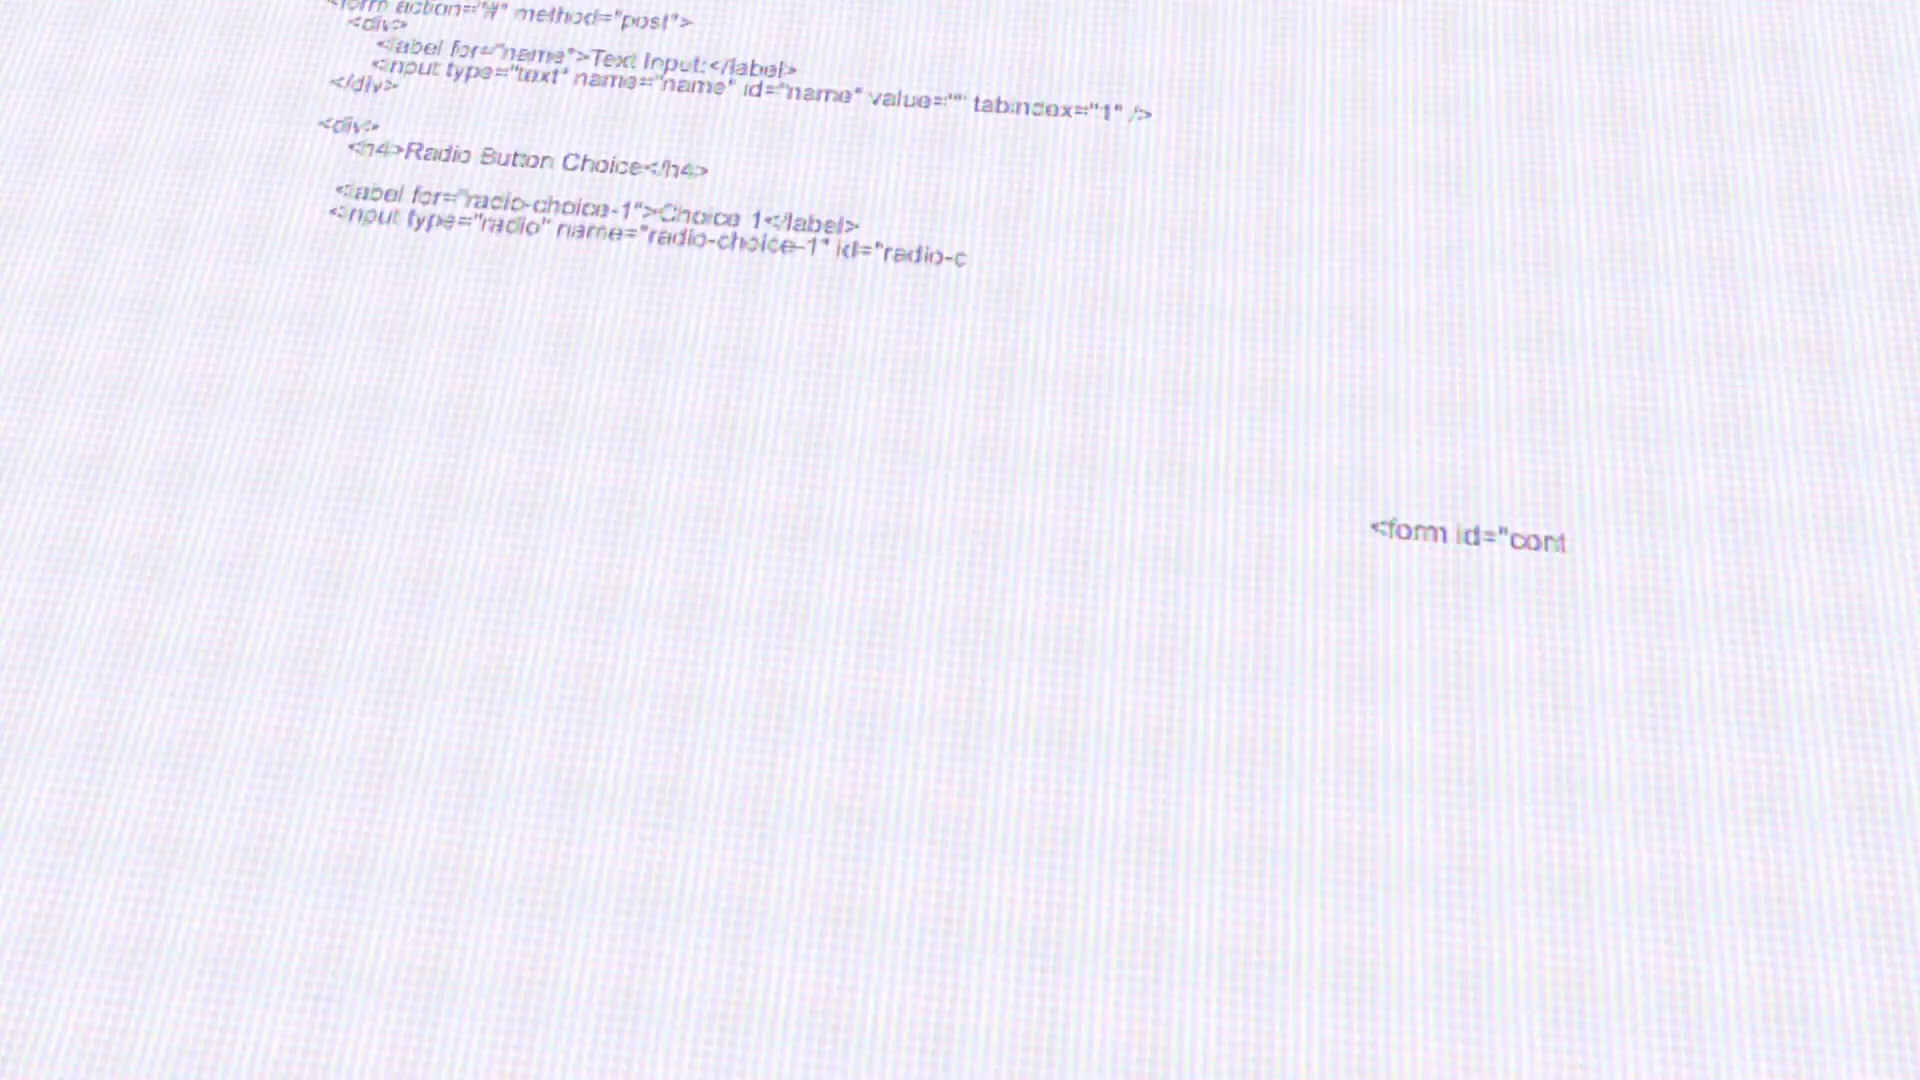 <form action="#" method="post">
<div>
<label for="name">Text Input:</label>
<input type="text" name="name" id="name" value="" tabindex="1" />
</div>
<div>
<h4>Radio Button Choice</h4>
<label for="radio-choice-1">Choice 1</label>
<input type="radio" name="radio-choice-1" id="radio-c
<form id="cont